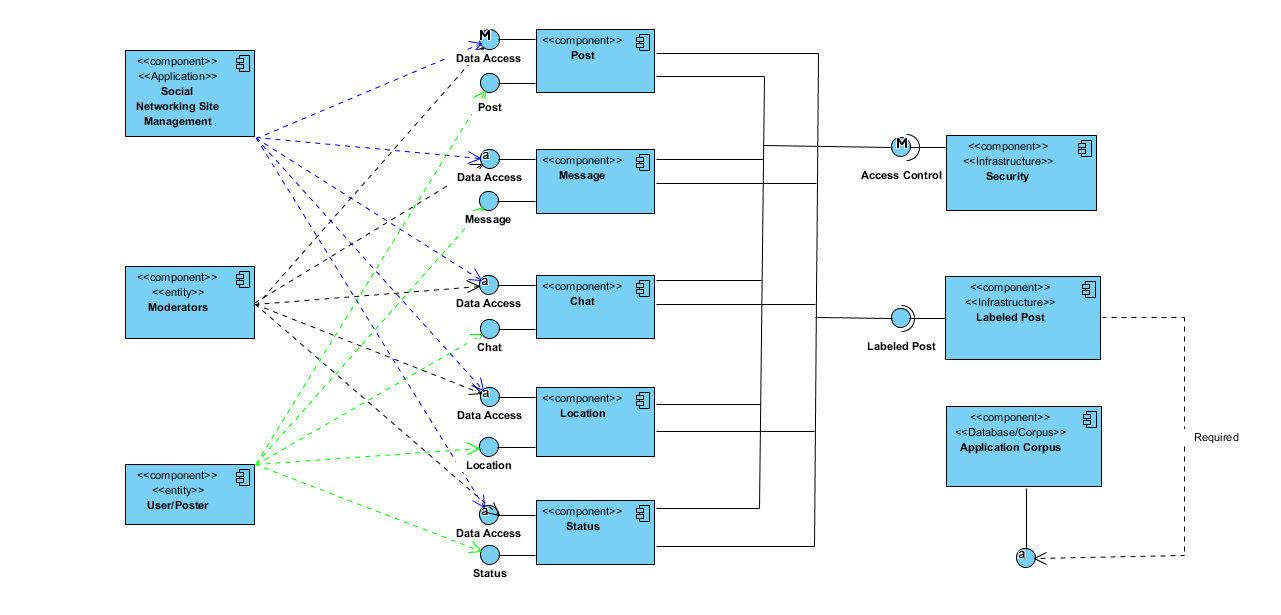 <<component>>
<<Application>>
Social
Networking Site
Management
<<component>>
<<entity>>
Moderators
<<component>>
<<entity>>
User/Poster
M
Data Access
Post
<<component>>
Post
a
Data Access
Message
<<component>>
Message
a
Data Access
Chat
<<component>>
Chat
a
Data Access
Location
<<component>>
Location
a
Data Access
Status
<<component>>
Status
M
Access Control
<<component>>
<<Infrastructure>>
Security
Labeled Post
<<component>>
<<Infrastructure>>
Labeled Post
<<component>>
<<Database/Corpus>>
Application Corpus
Required
a